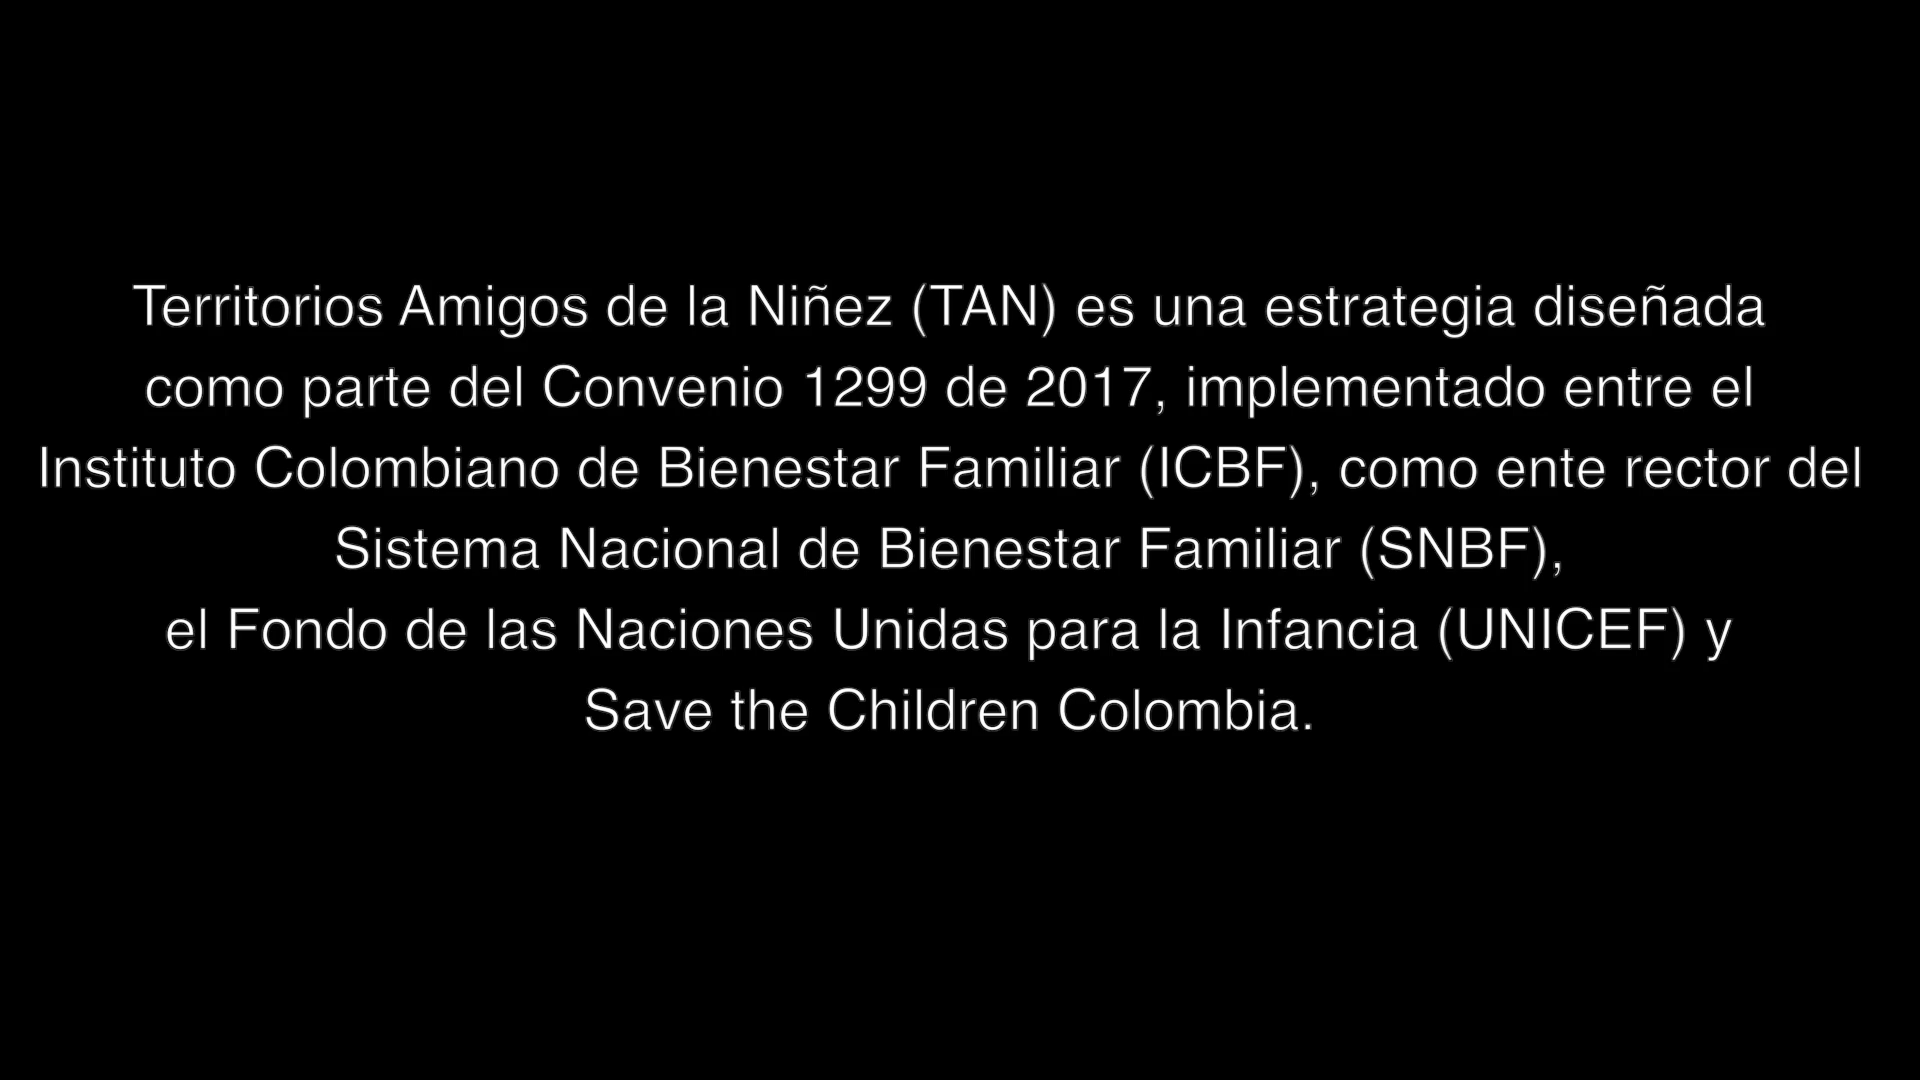 Territorios Amigos de la Niñez (TAN) es una estrategia diseñada
como parte del Convenio 1299 de 2017, implementado entre el
Instituto Colombiano de Bienestar Familiar (ICBF), como ente rector del
Sistema Nacional de Bienestar Familiar (SNBF),
el Fondo de las Naciones Unidas para la Infancia (UNICEF) y
Save the Children Colombia.